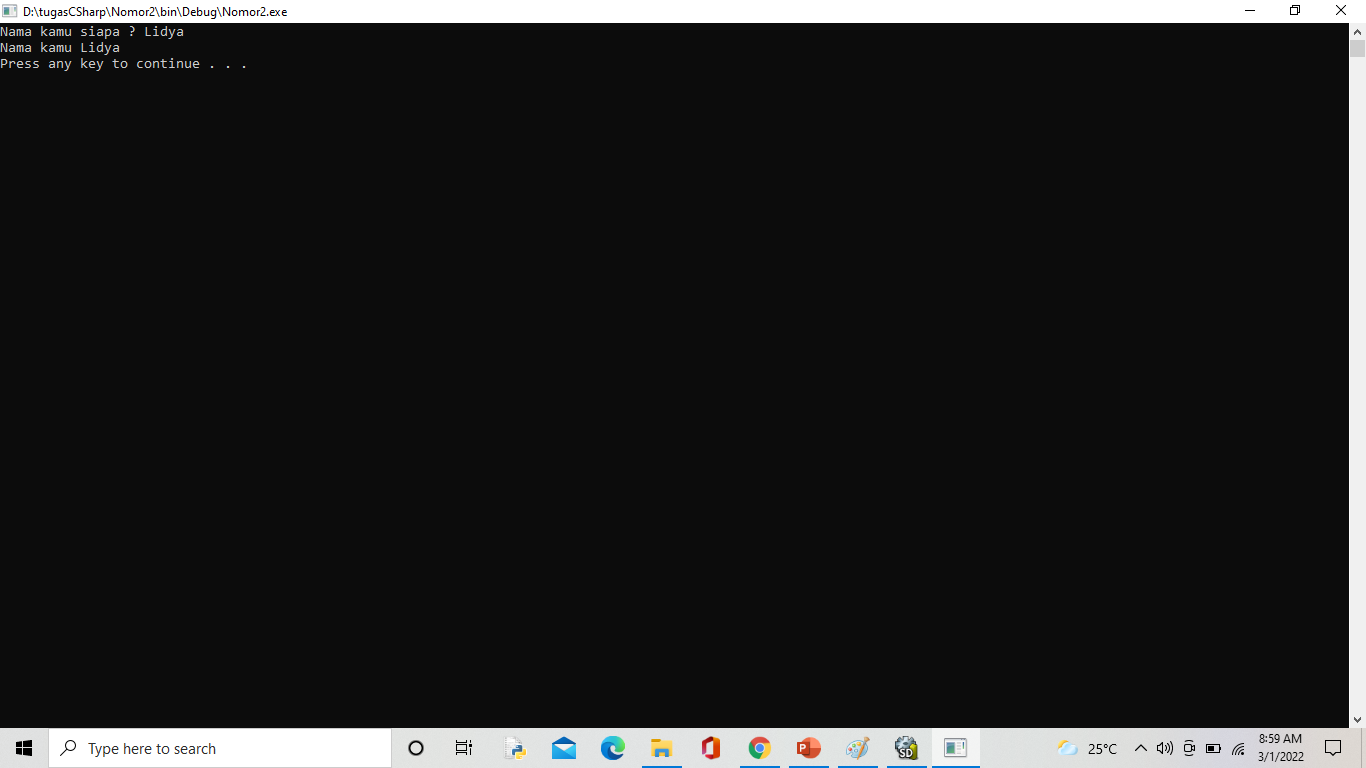 D:\tugasCSharp\Nomor2\bin\Debug\Nomor2.exe
Nama kamu siapa ? Lidya
Nama kamu Lidya
Press any key to continue . . .
Type here to search
SD
25°C
8:59 AM
3/1/2022